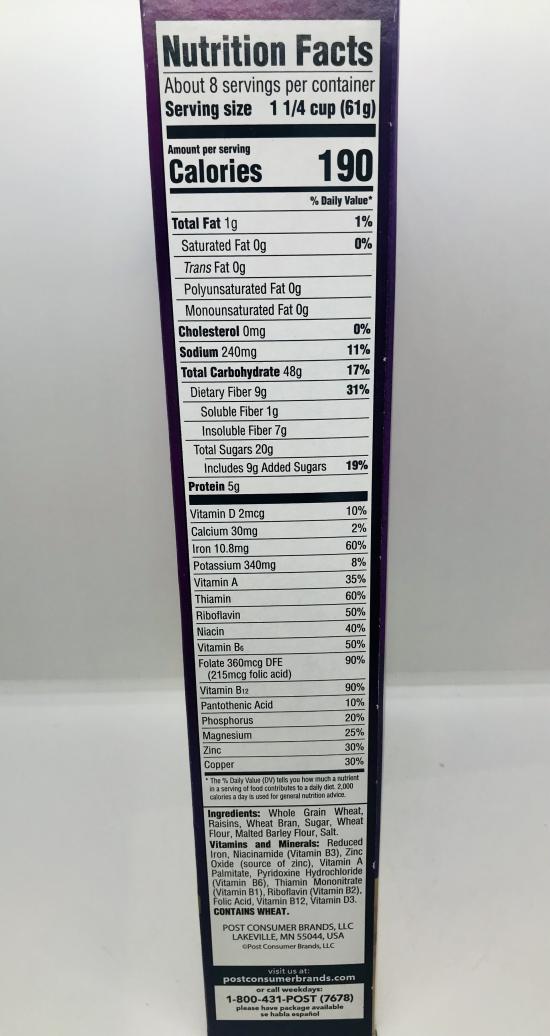 Nutrition Facts
About 8 servings per container
Serving size 1 1/4 cup (61g)
Amount per serving
Calories 190
% Daily Value*
Total Fat 1g 1%
Saturated Fat 0g 0%
Trans Fat 0g
Polyunsaturated Fat 0g
Monounsaturated Fat 0g
Cholesterol 0mg 0%
Sodium 240mg 11%
Total Carbohydrate 48g 17%
Dietary Fiber 9g 31%
Soluble Fiber 1g
Insoluble Fiber 7g
Total Sugars 20g
Includes 9g Added Sugars 19%
Protein 5g
Vitamin D 2mcg 10%
Calcium 30mg 2%
Iron 10.8mg 60%
Potassium 340mg 8%
Vitamin A 35%
Thiamin 60%
Riboflavin 50%
Niacin 40%
Vitamin B6 50%
Folate 360mcg DFE 90%
(215mcg folic acid)
Vitamin B12 90%
Pantothenic Acid 10%
Phosphorus 20%
Magnesium 25%
Zinc 30%
Copper 30%
* The % Daily Value (DV) tells you how much a nutrient
in a serving of food contributes to a daily diet. 2,000
calories a day is used for general nutrition advice.
Ingredients: Whole Grain Wheat,
Raisins, Wheat Bran, Sugar, Wheat
Flour, Malted Barley Flour, Salt.
Vitamins and Minerals: Reduced
Iron, Niacinamide (Vitamin B3), Zinc
Oxide (source of zinc), Vitamin A
Palmitate, Pyridoxine Hydrochloride
(Vitamin B6), Thiamin Mononitrate
(Vitamin B1), Riboflavin (Vitamin B2),
Folic Acid, Vitamin B12, Vitamin D3.
CONTAINS WHEAT.
POST CONSUMER BRANDS, LLC
LAKEVILLE, MN 55044, USA
©Post Consumer Brands, LLC
visit us at:
postconsumerbrands.com
or call weekdays:
1-800-431-POST (7678)
please have package available
se habla español